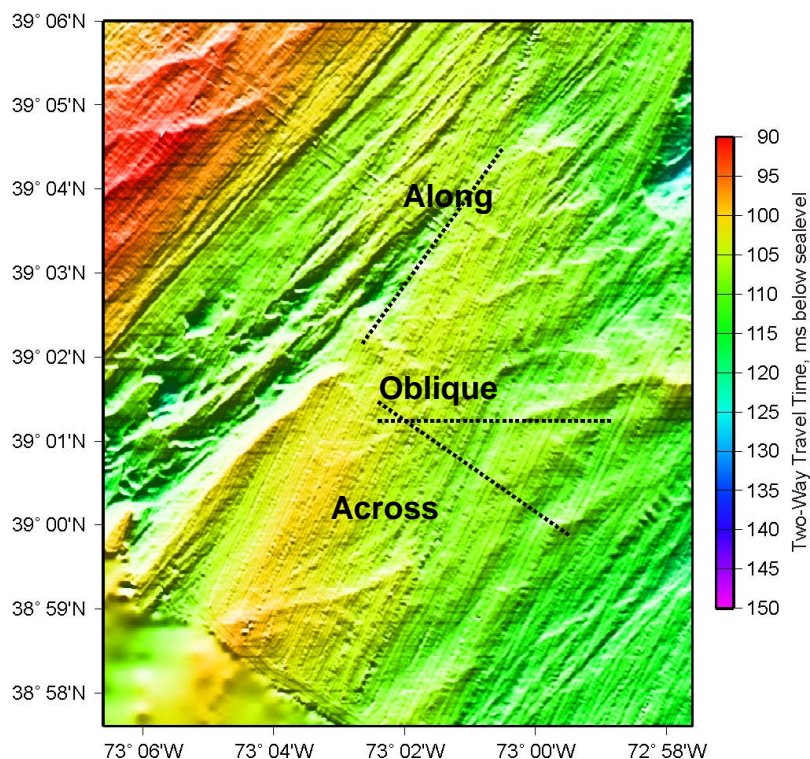 39° 06'N
39° 05'N
39° 04'N
39° 03'N
39° 02'N
39° 01'N
39° 00'N
38° 59'N
38° 58'N
73° 06'W 73° 04'W 73° 02'W 73° 00'W 72° 58'W
Along
Oblique
Across
90
95
100
105
110
115
120
125
130
135
140
145
150
Two-Way Travel Time, ms below sealevel